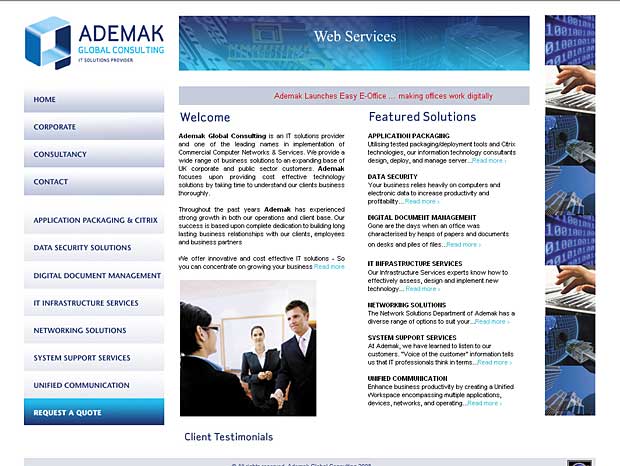 ADEMAK
GLOBAL CONSULTING
IT SOLUTIONS PROVIDER
Web Services
HOME
CORPORATE
CONSULTANCY
CONTACT
APPLICATION PACKAGING & CITRIX
DATA SECURITY SOLUTIONS
DIGITAL DOCUMENT MANAGEMENT
IT INFRASTRUCTURE SERVICES
NETWORKING SOLUTIONS
SYSTEM SUPPORT SERVICES
UNIFIED COMMUNICATION
REQUEST A QUOTE
Ademak Launches Easy E-Office ... making offices work digitally
Welcome
Ademak Global Consulting is an IT solutions provider
and one of the leading names in implementation of
Commercial Computer Networks & Services. We provide a
wide range of business solutions to an expanding base of
UK corporate and public sector customers. Ademak
focuses upon providing cost effective technology
solutions by taking time to understand our clients business
thoroughly.
Throughout the past years Ademak has experienced
strong growth in both our operations and client base. Our
success is based upon complete dedication to building long
lasting business relationships with our clients, employees
and business partners
We offer innovative and cost effective IT solutions - So
you can concentrate on growing your business Read more
Featured Solutions
APPLICATION PACKAGING
Utilising tested packaging/deployment tools and Citrix
technologies, our information technology consultants
design, deploy, and manage server...Read more ›
DATA SECURITY
Your business relies heavily on computers and
electronic data to increase productivity and
profitability....Read more ›
DIGITAL DOCUMENT MANAGEMENT
Gone are the days when an office was
characterised by heaps of papers and documents
on desks and piles of files...Read more ›
IT INFRASTRUCTURE SERVICES
Our Infrastructure Services experts know how to
effectively assess, design and implement new
technology... Read more ›
NETWORKING SOLUTIONS
The Network Solutions Department of Ademak has a
diverse range of options to suit your...Read more ›
SYSTEM SUPPORT SERVICES
At Ademak, we have learned to listen to our
customers. "Voice of the customer" information tells
us that IT professionals think in terms...Read more ›
UNIFIED COMMUNICATION
Enhance business productivity by creating a Unified
Workspace encompassing multiple applications,
devices, networks, and operating...Read more ›
Client Testimonials